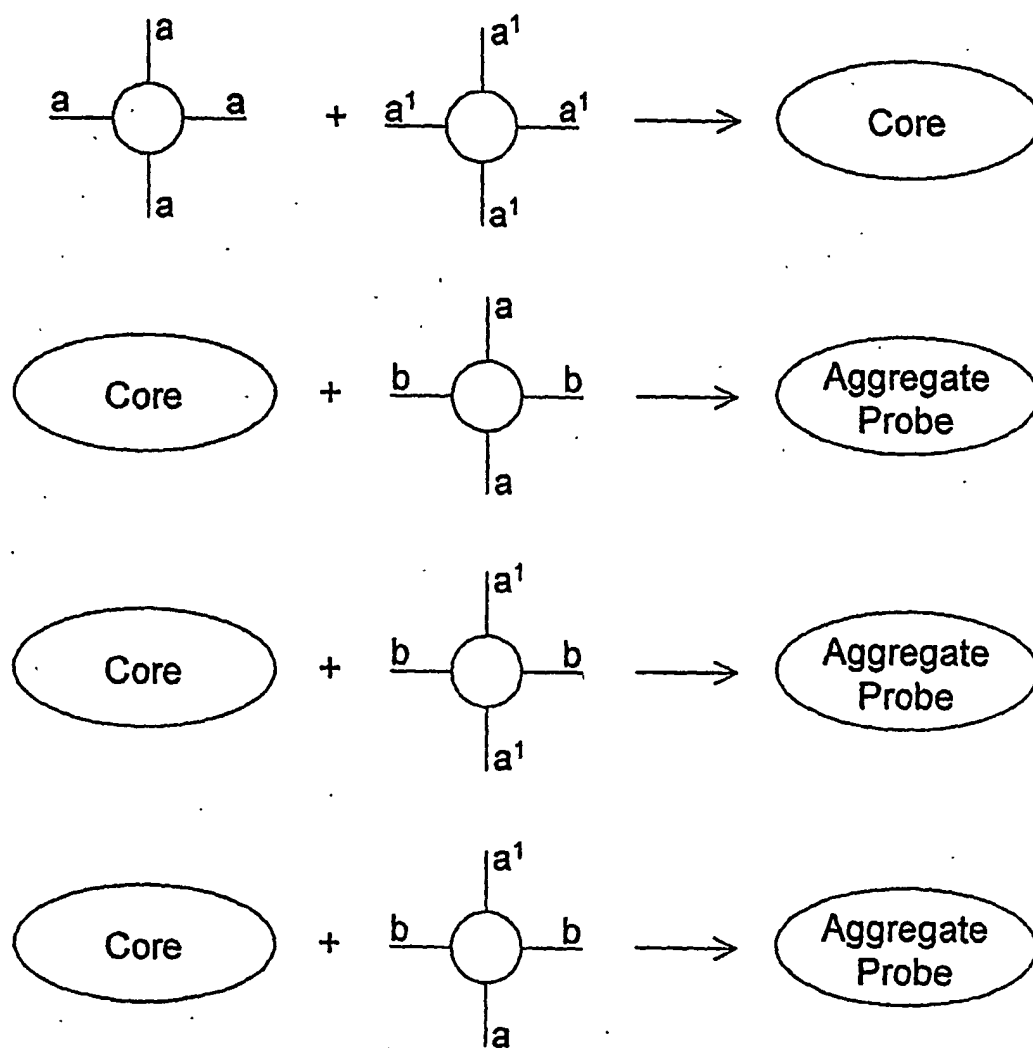 a
a a
a
+
a¹
a¹ a¹
a¹
Core
Core
+
a
b b
a
Aggregate
Probe
Core
+
a¹
b b
a¹
Aggregate
Probe
Core
+
a¹
b b
a
Aggregate
Probe